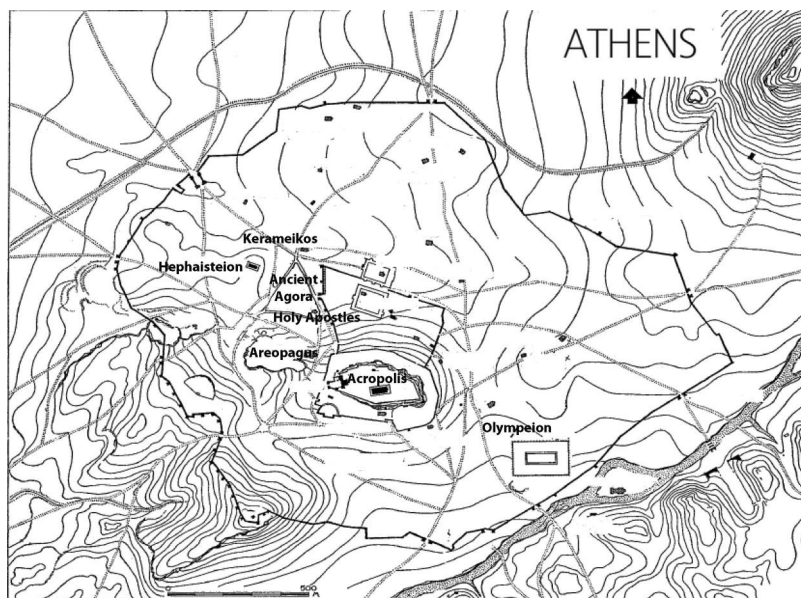 ATHENS
Kerameikos
Hephaisteion
Ancient
Agora
Holy Apostles
Areopagus
Acropolis
Olympeion
500
M